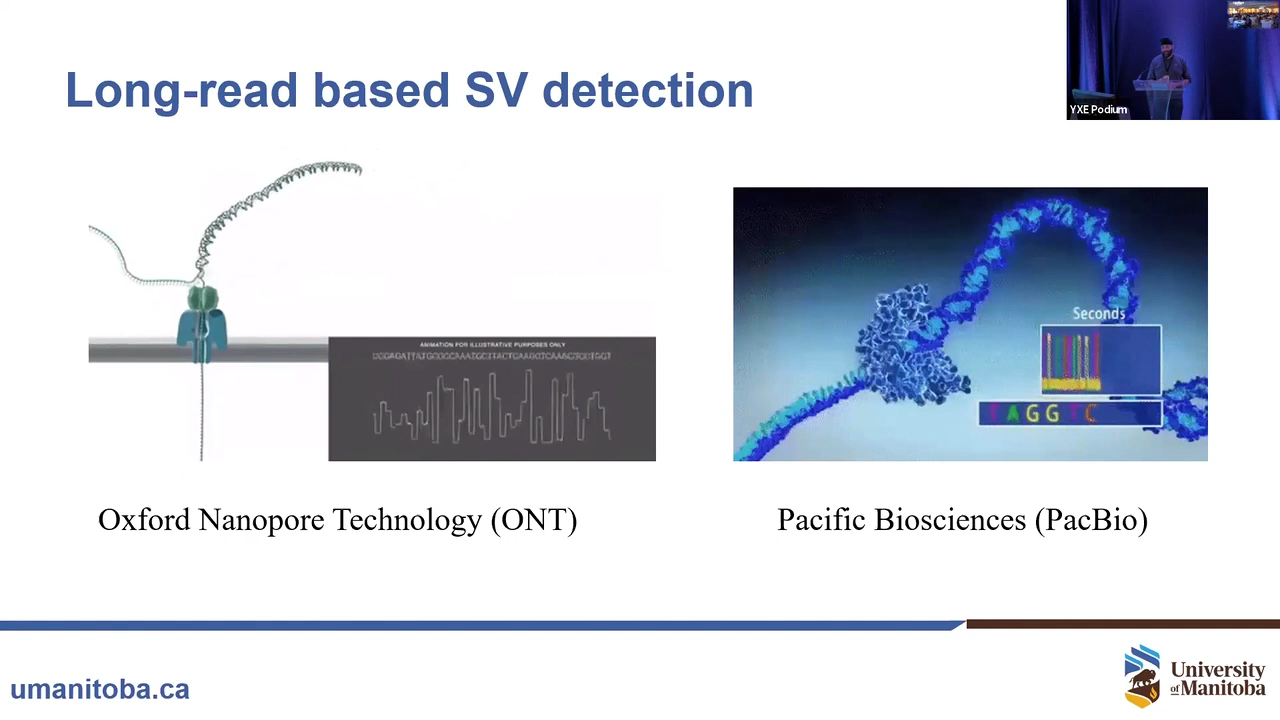 Long-read based SV detection
YXE Podium
ANIMATION FOR ILLUSTRATIVE PURPOSES ONLY
Seconds
T A G G T C
Oxford Nanopore Technology (ONT)
Pacific Biosciences (PacBio)
umanitoba.ca
University
of Manitoba